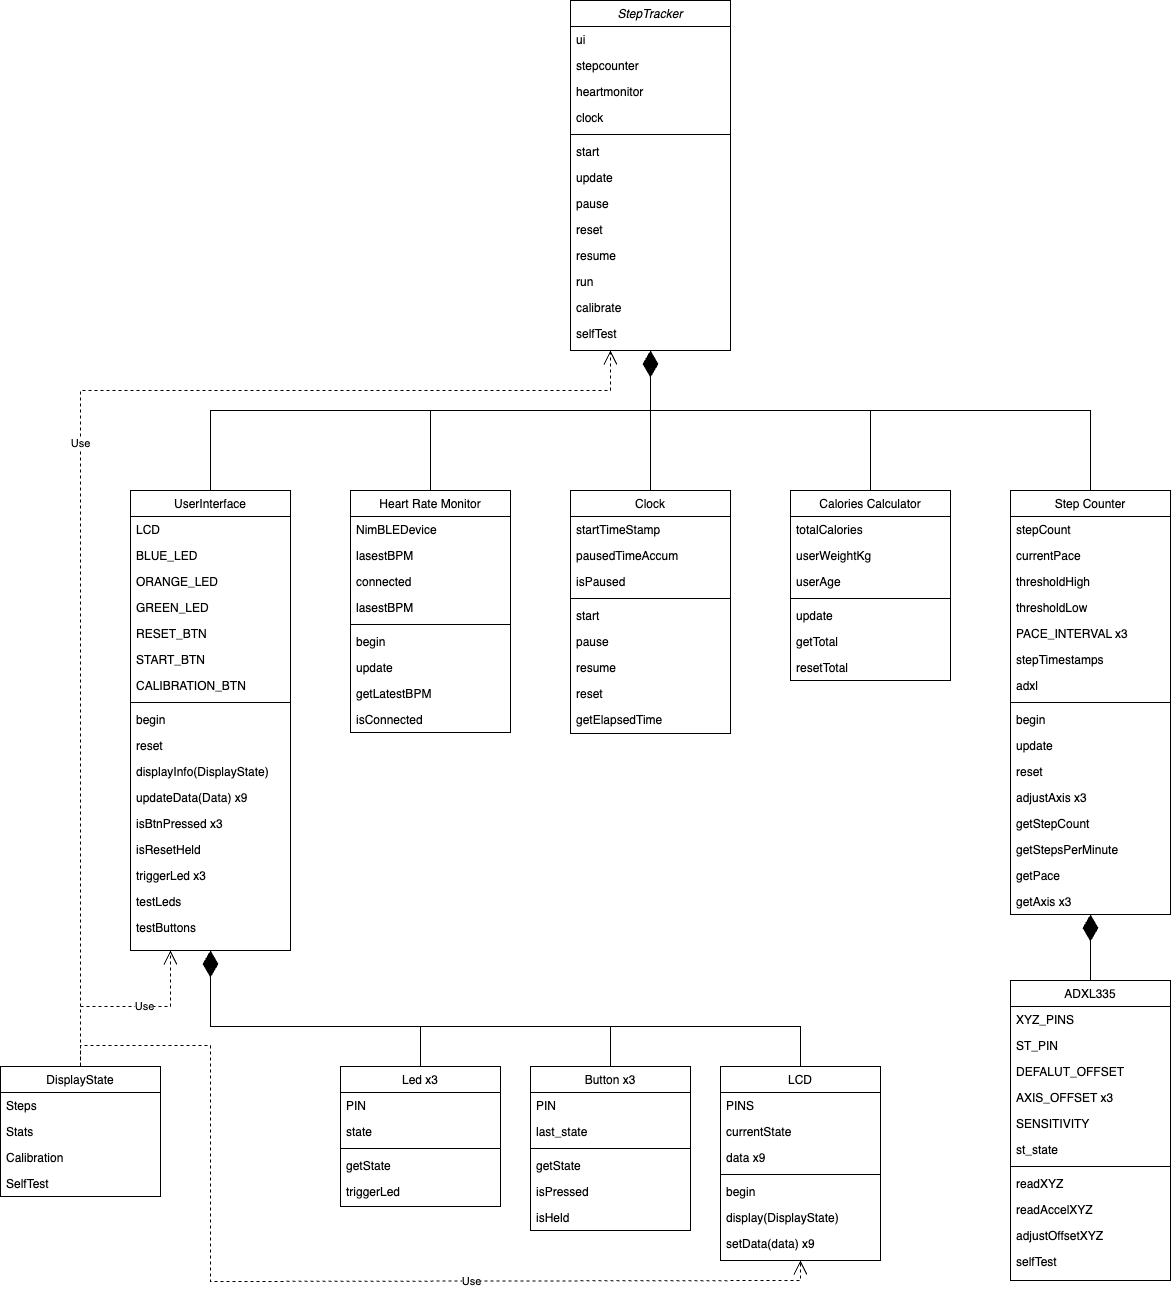 StepTracker
ui
stepcounter
heartmonitor
clock
start
update
pause
reset
resume
run
calibrate
selfTest
Use
UserInterface
LCD
BLUE_LED
ORANGE_LED
GREEN_LED
RESET_BTN
START_BTN
CALIBRATION_BTN
begin
reset
displayInfo(DisplayState)
updateData(Data) x9
isBtnPressed x3
isResetHeld
triggerLed x3
testLeds
testButtons
Heart Rate Monitor
NimBLEDevice
lasestBPM
connected
lasestBPM
begin
update
getLatestBPM
isConnected
Clock
startTimeStamp
pausedTimeAccum
isPaused
start
pause
resume
reset
getElapsedTime
Calories Calculator
totalCalories
userWeightKg
userAge
update
getTotal
resetTotal
Step Counter
stepCount
currentPace
thresholdHigh
thresholdLow
PACE_INTERVAL x3
stepTimestamps
adxl
begin
update
reset
adjustAxis x3
getStepCount
getStepsPerMinute
getPace
getAxis x3
Use
DisplayState
Steps
Stats
Calibration
SelfTest
Led x3
PIN
state
getState
triggerLed
Button x3
PIN
last_state
getState
isPressed
isHeld
LCD
PINS
currentState
data x9
begin
display(DisplayState)
setData(data) x9
ADXL335
XYZ_PINS
ST_PIN
DEFALUT_OFFSET
AXIS_OFFSET x3
SENSITIVITY
st_state
readXYZ
readAccelXYZ
adjustOffsetXYZ
selfTest
Use